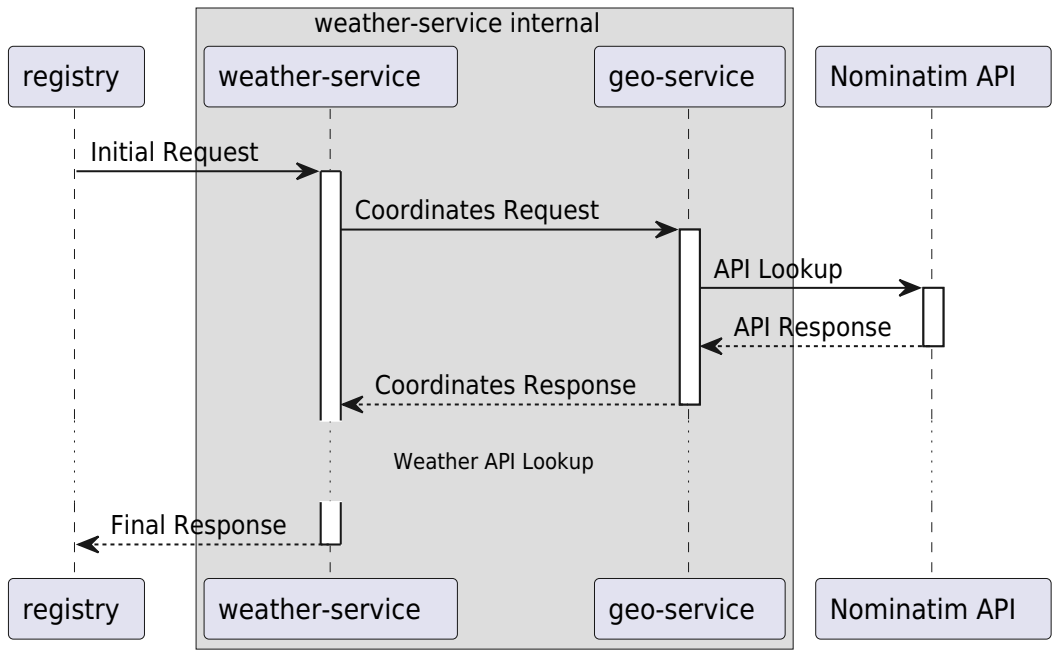 weather-service internal
registry
weather-service
geo-service
Nominatim API
Initial Request
Coordinates Request
API Lookup
API Response
Coordinates Response
Weather API Lookup
Final Response
registry
weather-service
geo-service
Nominatim API